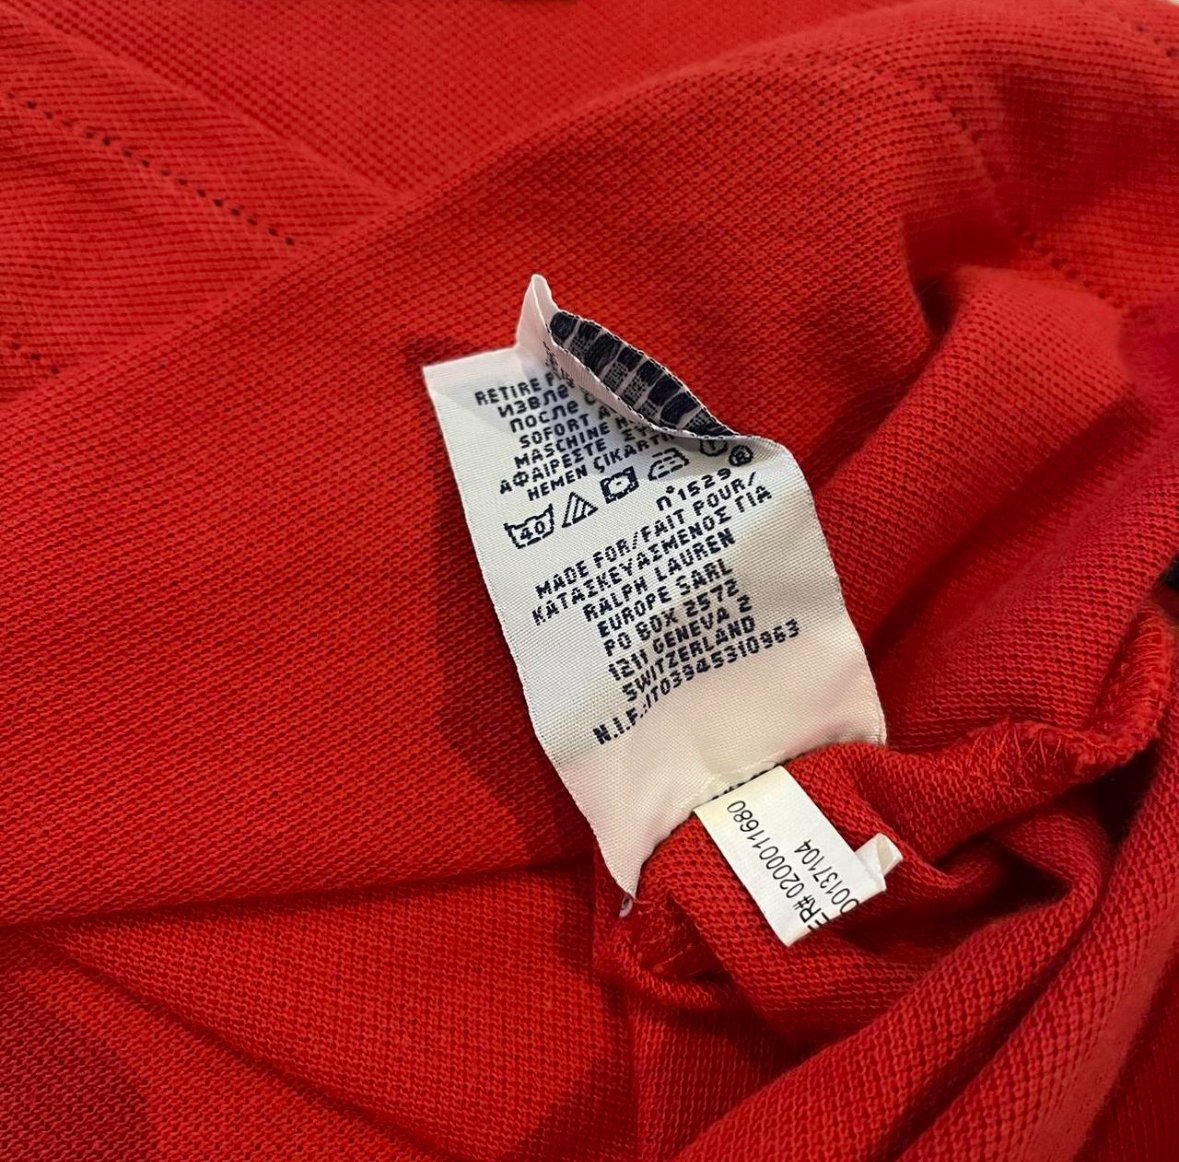 RETIRE
ИЗВЛЕ
ПОСЛЕ С
SOFORT A
MASCHINE
ΑΦΑΙΡΕΣΤΕ
HEMEN ÇIKARTI
40
n°1529
MADE FOR/FAIT POUR/
ΚΑΤΑΣΚΕΥΑΣΜΕΝΟΣ ΓΙΑ
RALPH LAUREN
EUROPE SARL
PO BOX 2572
1211 GENEVA 2
SWITZERLAND
N.I.F.:IT03945310963
ER# 0200011680
00137104